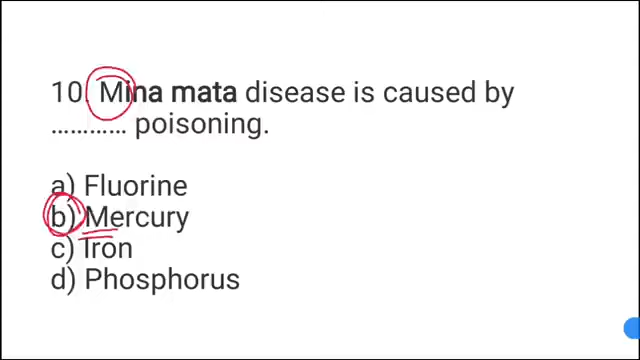 10. Mina mata disease is caused by
............ poisoning.
a) Fluorine
b) Mercury
c) Iron
d) Phosphorus